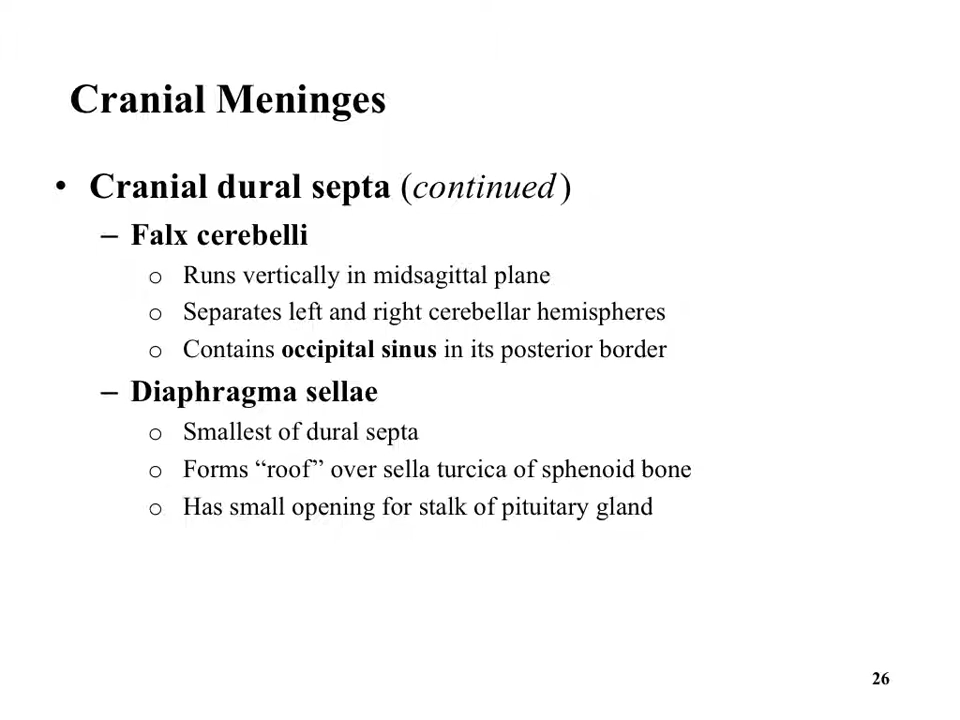 Cranial Meninges
• Cranial dural septa (continued)
– Falx cerebelli
o Runs vertically in midsagittal plane
o Separates left and right cerebellar hemispheres
o Contains occipital sinus in its posterior border
– Diaphragma sellae
o Smallest of dural septa
o Forms “roof” over sella turcica of sphenoid bone
o Has small opening for stalk of pituitary gland
26